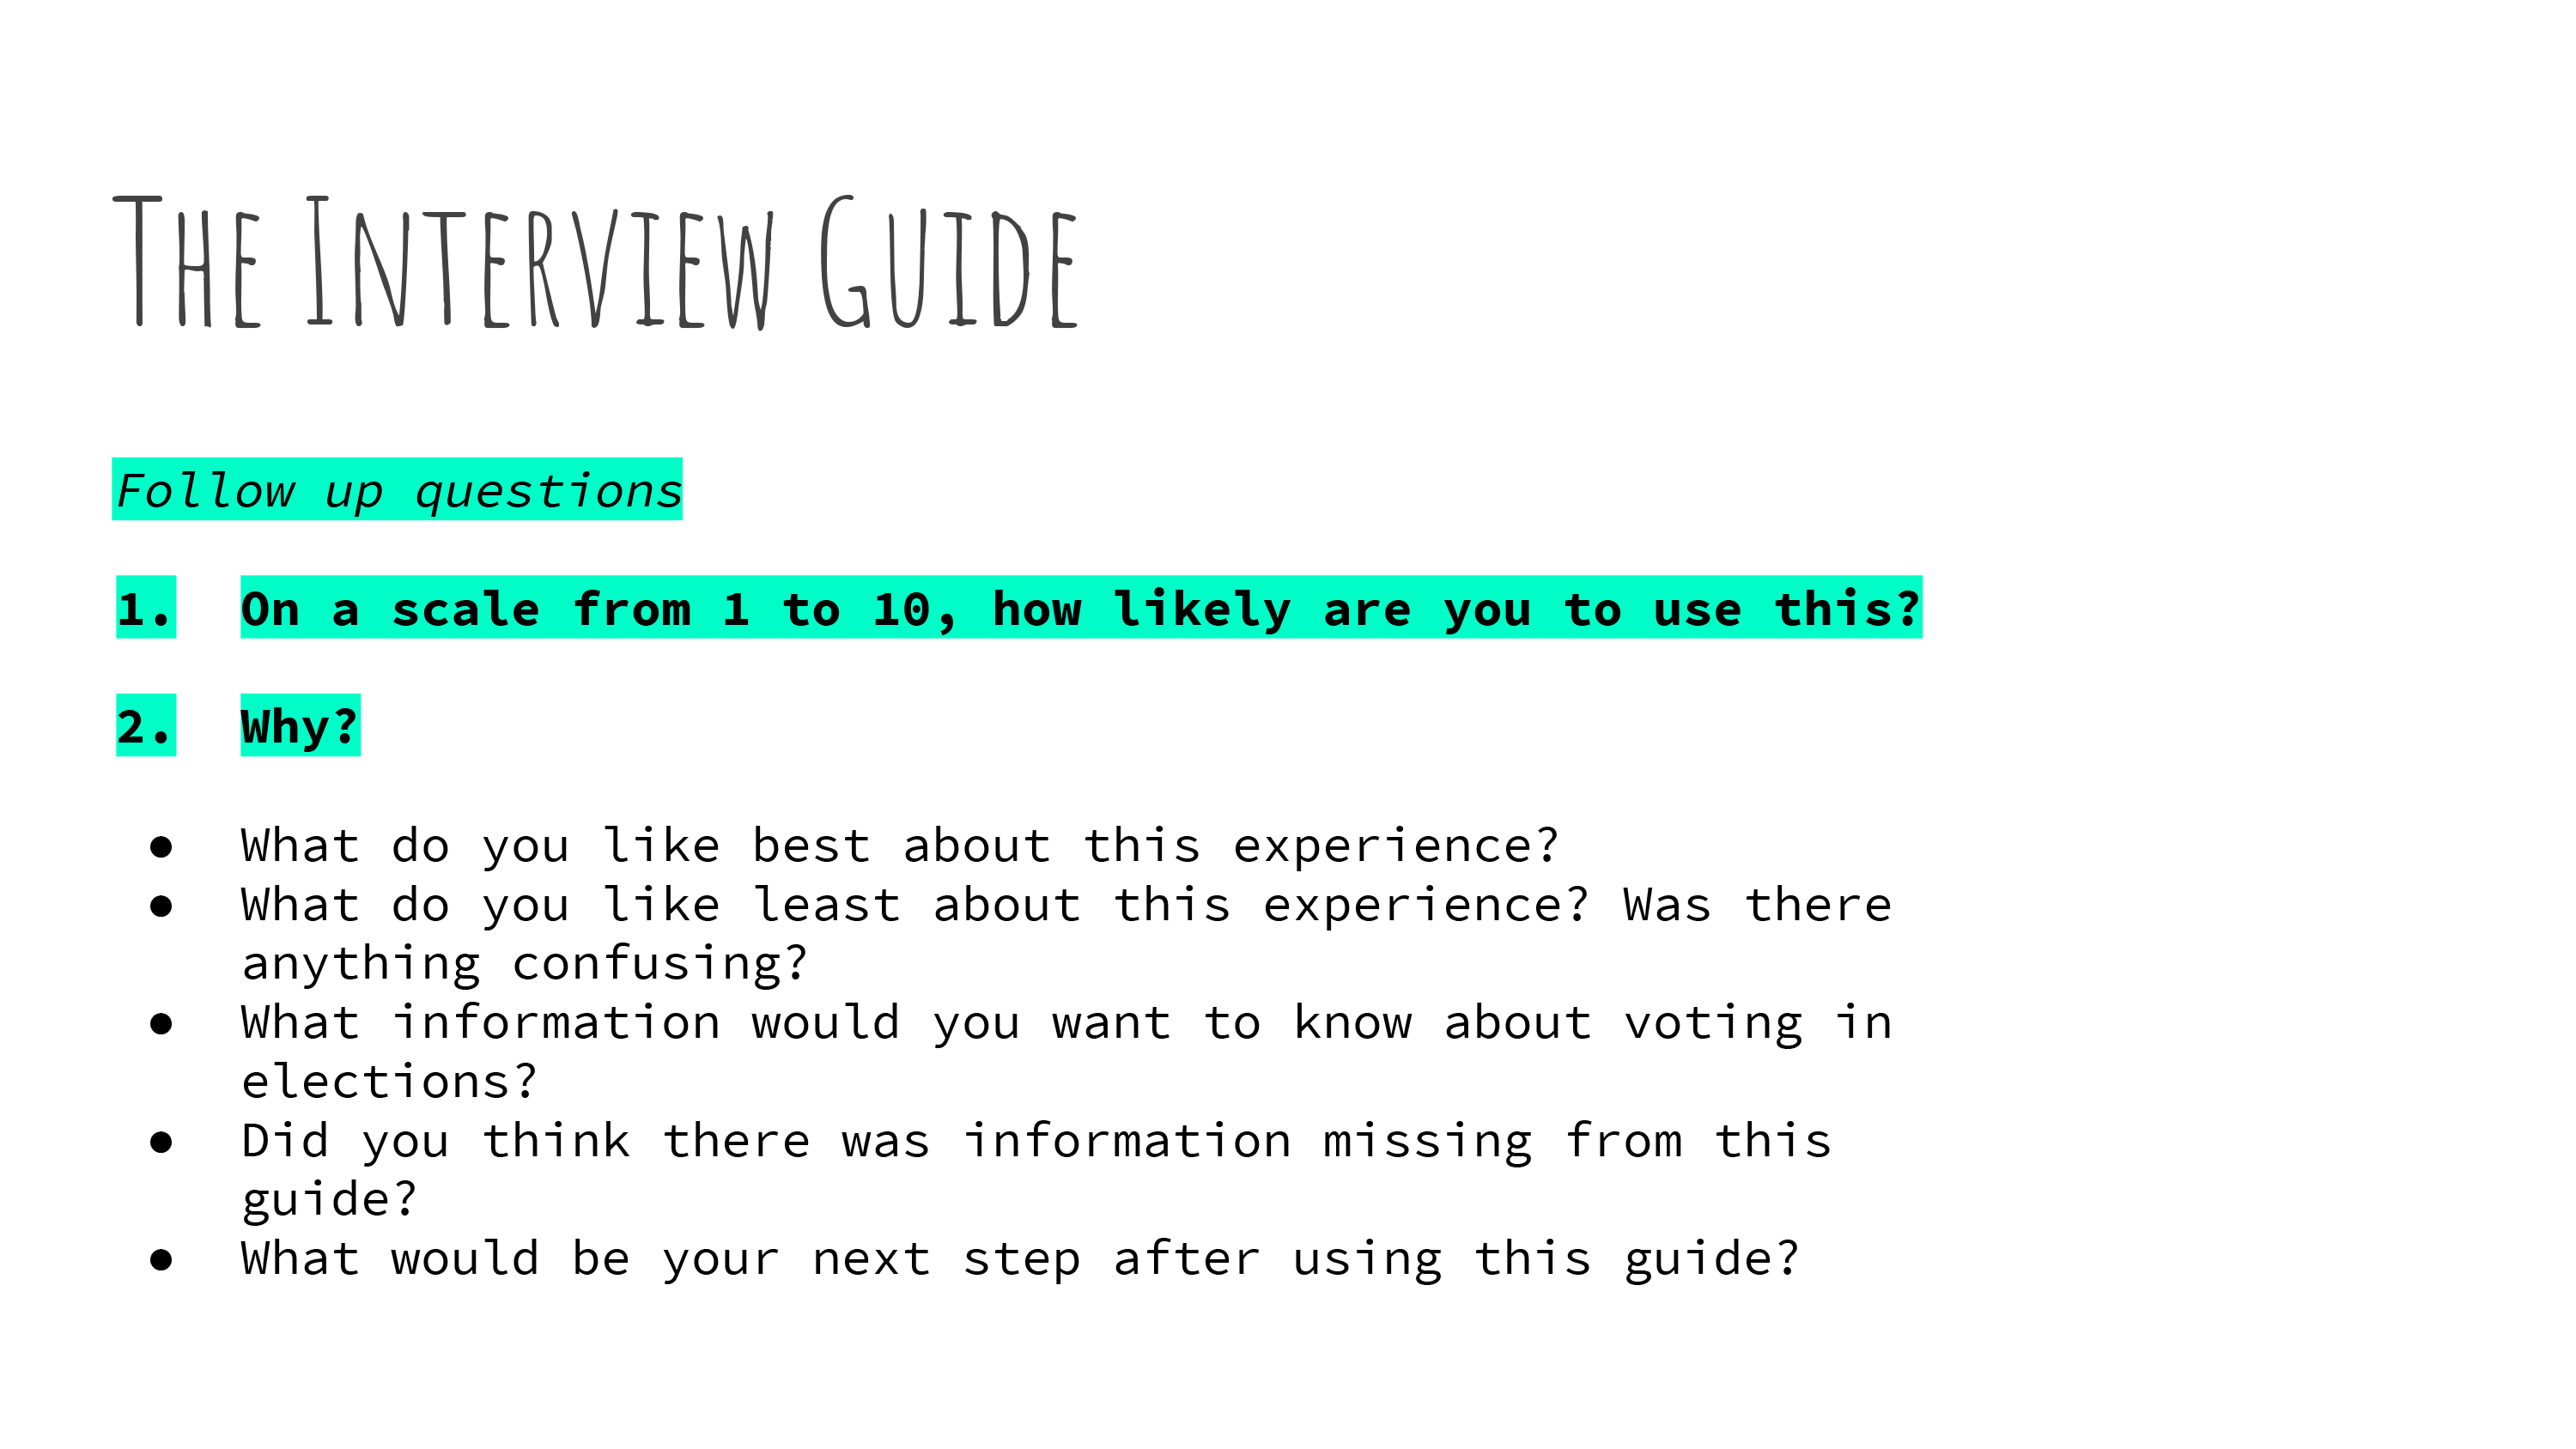 The Interview Guide
Follow up questions
1. On a scale from 1 to 10, how likely are you to use this?
2. Why?
● What do you like best about this experience?
● What do you like least about this experience? Was there
anything confusing?
● What information would you want to know about voting in
elections?
● Did you think there was information missing from this
guide?
● What would be your next step after using this guide?